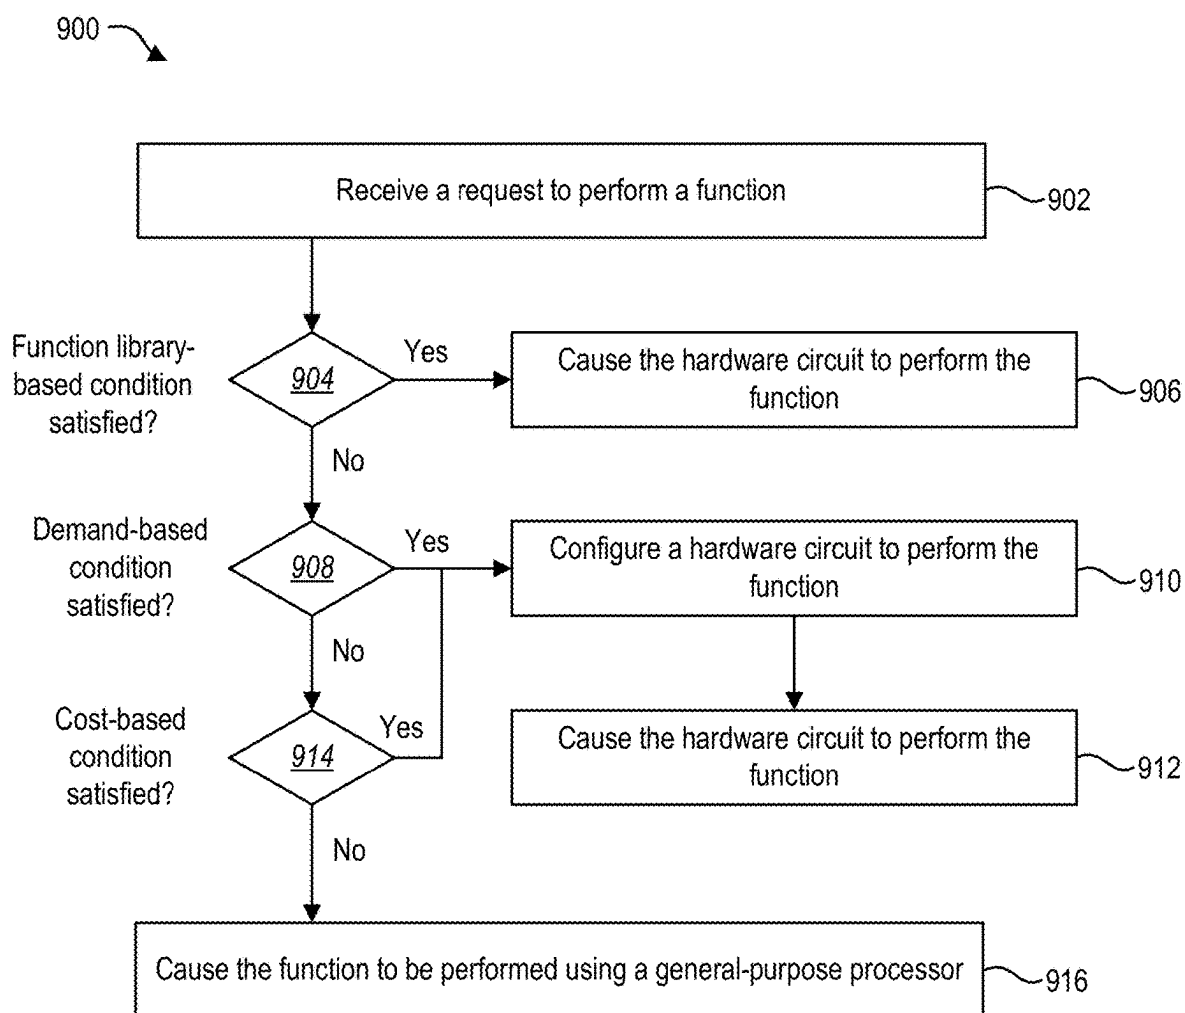 900
Receive a request to perform a function
902
Function library-
based condition
satisfied?
904
Yes
Cause the hardware circuit to perform the
function
906
No
Demand-based
condition
satisfied?
908
Yes
Configure a hardware circuit to perform the
function
910
No
Cost-based
condition
satisfied?
914
Yes
Cause the hardware circuit to perform the
function
912
No
Cause the function to be performed using a general-purpose processor
916